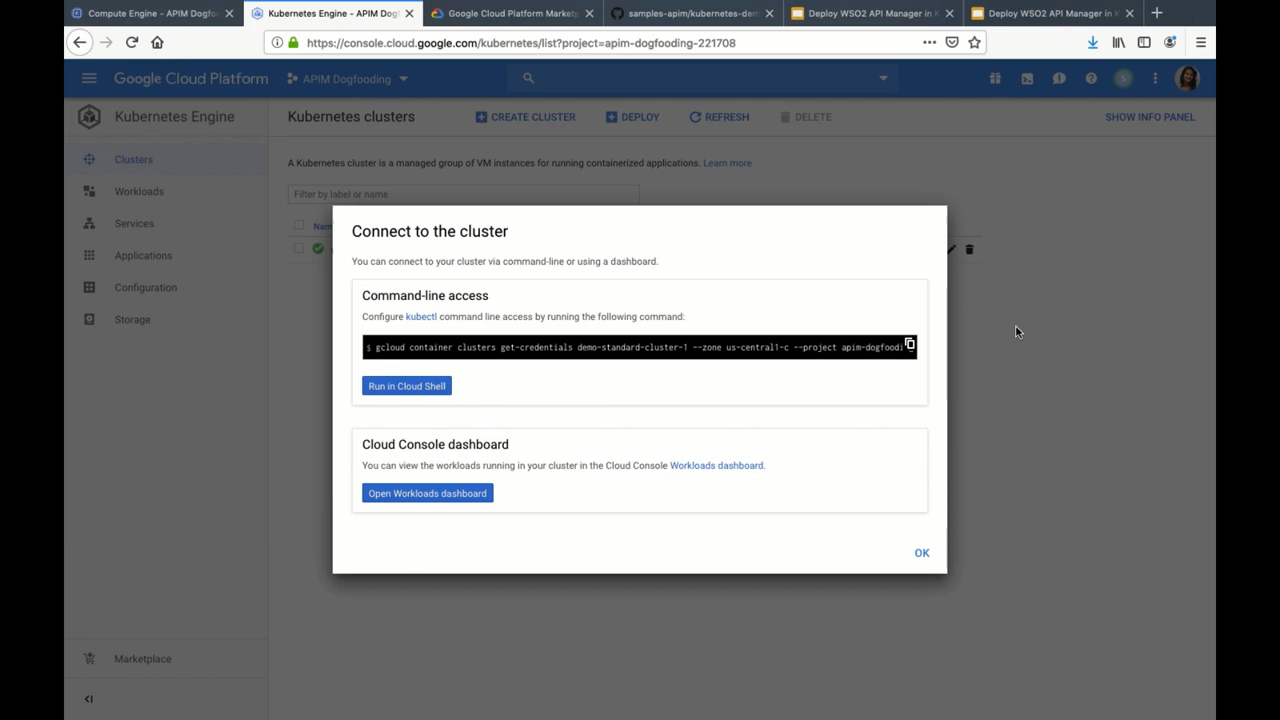 Compute Engine - APIM Dogfo
Kubernetes Engine - APIM Dog
Google Cloud Platform Market
samples-apim/kubernetes-dem
Deploy WSO2 API Manager in
Deploy WSO2 API Manager in
https://console.cloud.google.com/kubernetes/list?project=apim-dogfooding-221708
Google Cloud Platform
APIM Dogfooding
S
Kubernetes Engine
Kubernetes clusters
CREATE CLUSTER
DEPLOY
REFRESH
DELETE
SHOW INFO PANEL
Clusters
Workloads
Services
Applications
Configuration
Storage
A Kubernetes cluster is a managed group of VM instances for running containerized applications. Learn more
Filter by label or name
Nam
Connect to the cluster
You can connect to your cluster via command-line or using a dashboard.
Command-line access
Configure kubectl command line access by running the following command:
$ gcloud container clusters get-credentials demo-standard-cluster-1 --zone us-central1-c --project apim-dogfoodi
Run in Cloud Shell
Cloud Console dashboard
You can view the workloads running in your cluster in the Cloud Console Workloads dashboard.
Open Workloads dashboard
OK
Marketplace